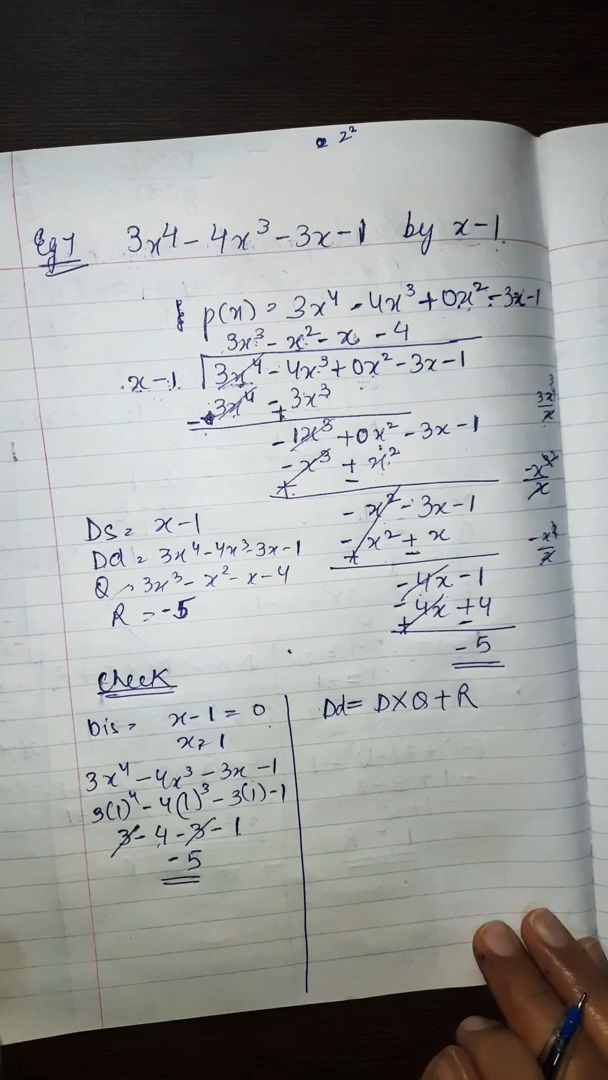 2²
Eg 7 3x⁴ - 4x³ - 3x - 1 by x - 1
p(x) = 3x⁴ - 4x³ + 0x² - 3x - 1
3x³ - x² - x - 4
x - 1 ) 3x⁴ - 4x³ + 0x² - 3x - 1
3x⁴ - 3x³
- +
- 1x³ + 0x² - 3x - 1
- x³ + x²
+ -
- x² - 3x - 1
- x² + x
+ -
- 4x - 1
- 4x + 4
+ -
- 5
3x⁴/x
-x³/x
-x²/x
Ds = x - 1
Dd = 3x⁴ - 4x³ - 3x - 1
Q = 3x³ - x² - x - 4
R = - 5
Check
Dis = x - 1 = 0
x = 1
3x⁴ - 4x³ - 3x - 1
3(1)⁴ - 4(1)³ - 3(1) - 1
3 - 4 - 3 - 1
- 5
Dd = D × Q + R